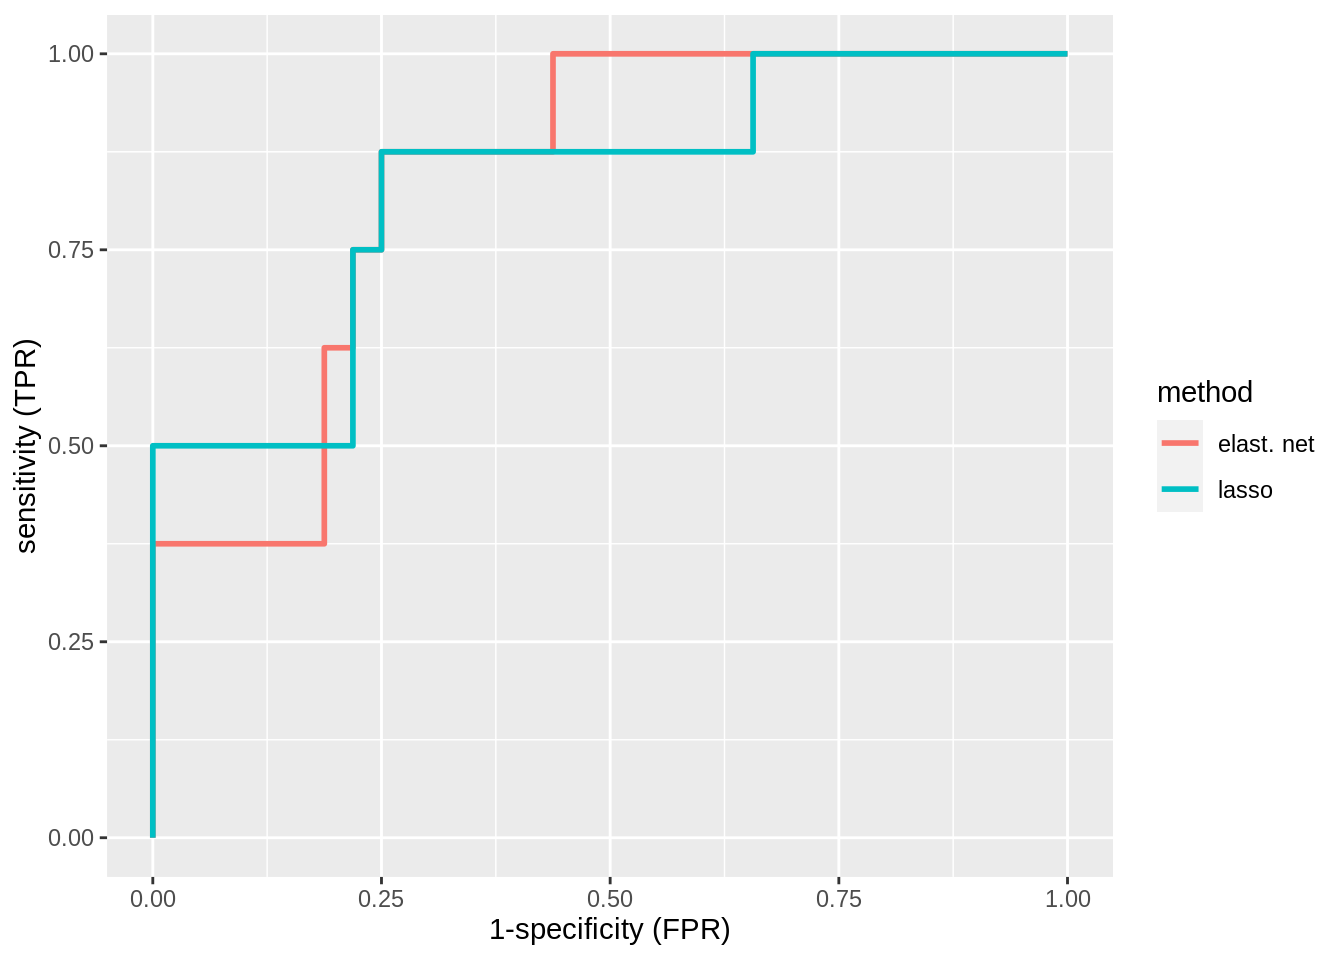 1.00
0.75
0.50
0.25
0.00
sensitivity (TPR)
0.00 0.25 0.50 0.75 1.00
1-specificity (FPR)
method
elast. net
lasso